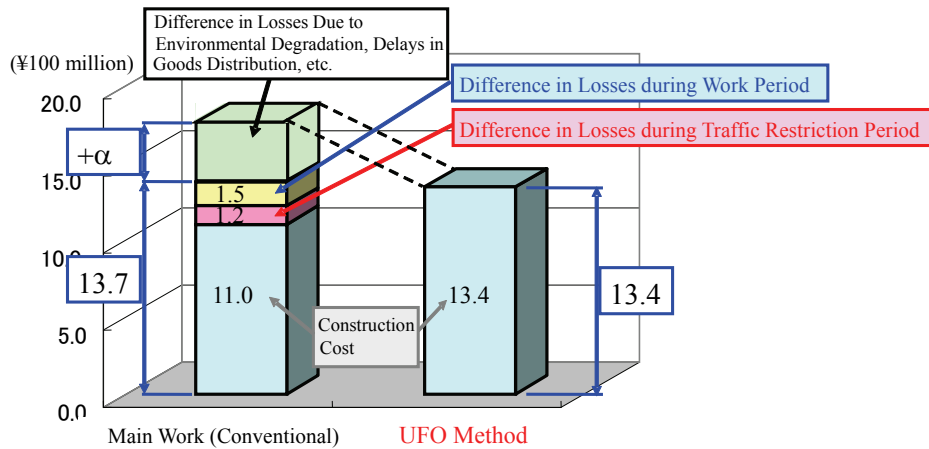 Difference in Losses Due to
Environmental Degradation, Delays in
Goods Distribution, etc.
(¥100 million)
Difference in Losses during Work Period
20.0
Difference in Losses during Traffic Restriction Period
+α
15.0
1.5
1.2
10.0
13.7
11.0
13.4
13.4
5.0
Construction
Cost
0.0
Main Work (Conventional)
UFO Method